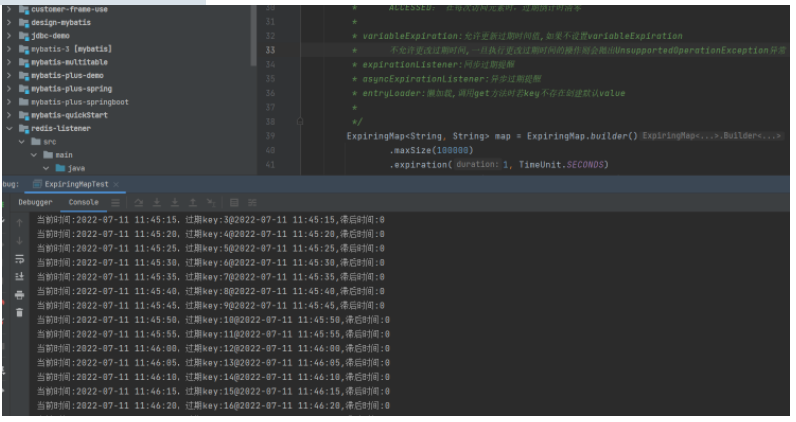 customer-frame-use
design-mybatis
jdbc-demo
mybatis-3 [mybatis]
mybatis-multitable
mybatis-plus-demo
mybatis-plus-spring
mybatis-plus-springboot
mybatis-quickStart
redis-listener
src
main
java
30 * ACCESSED: 在每次访问元素时，过期倒计时清零
31 *
32 * variableExpiration:允许更新过期时间值,如果不设置variableExpiration
33 * 不允许更改过期时间,一旦执行更改过期时间的操作将会抛出UnsupportedOperationException异常
34 * expirationListener:同步过期提醒
35 * asyncExpirationListener:异步过期提醒
36 * entryLoader:懒加载,调用get方法时若key不存在创建默认value
37 *
38 */
39 ExpiringMap<String, String> map = ExpiringMap.builder() ExpiringMap<...>.Builder<...>
40 .maxSize(100000)
41 .expiration( duration: 1, TimeUnit.SECONDS)
bug: ExpiringMapTest ×
Debugger Console
当前时间:2022-07-11 11:45:15，过期key:3@2022-07-11 11:45:15,滞后时间:0
当前时间:2022-07-11 11:45:20，过期key:4@2022-07-11 11:45:20,滞后时间:0
当前时间:2022-07-11 11:45:25，过期key:5@2022-07-11 11:45:25,滞后时间:0
当前时间:2022-07-11 11:45:30，过期key:6@2022-07-11 11:45:30,滞后时间:0
当前时间:2022-07-11 11:45:35，过期key:7@2022-07-11 11:45:35,滞后时间:0
当前时间:2022-07-11 11:45:40，过期key:8@2022-07-11 11:45:40,滞后时间:0
当前时间:2022-07-11 11:45:45，过期key:9@2022-07-11 11:45:45,滞后时间:0
当前时间:2022-07-11 11:45:50，过期key:10@2022-07-11 11:45:50,滞后时间:0
当前时间:2022-07-11 11:45:55，过期key:11@2022-07-11 11:45:55,滞后时间:0
当前时间:2022-07-11 11:46:00，过期key:12@2022-07-11 11:46:00,滞后时间:0
当前时间:2022-07-11 11:46:05，过期key:13@2022-07-11 11:46:05,滞后时间:0
当前时间:2022-07-11 11:46:10，过期key:14@2022-07-11 11:46:10,滞后时间:0
当前时间:2022-07-11 11:46:15，过期key:15@2022-07-11 11:46:15,滞后时间:0
当前时间:2022-07-11 11:46:20，过期key:16@2022-07-11 11:46:20,滞后时间:0